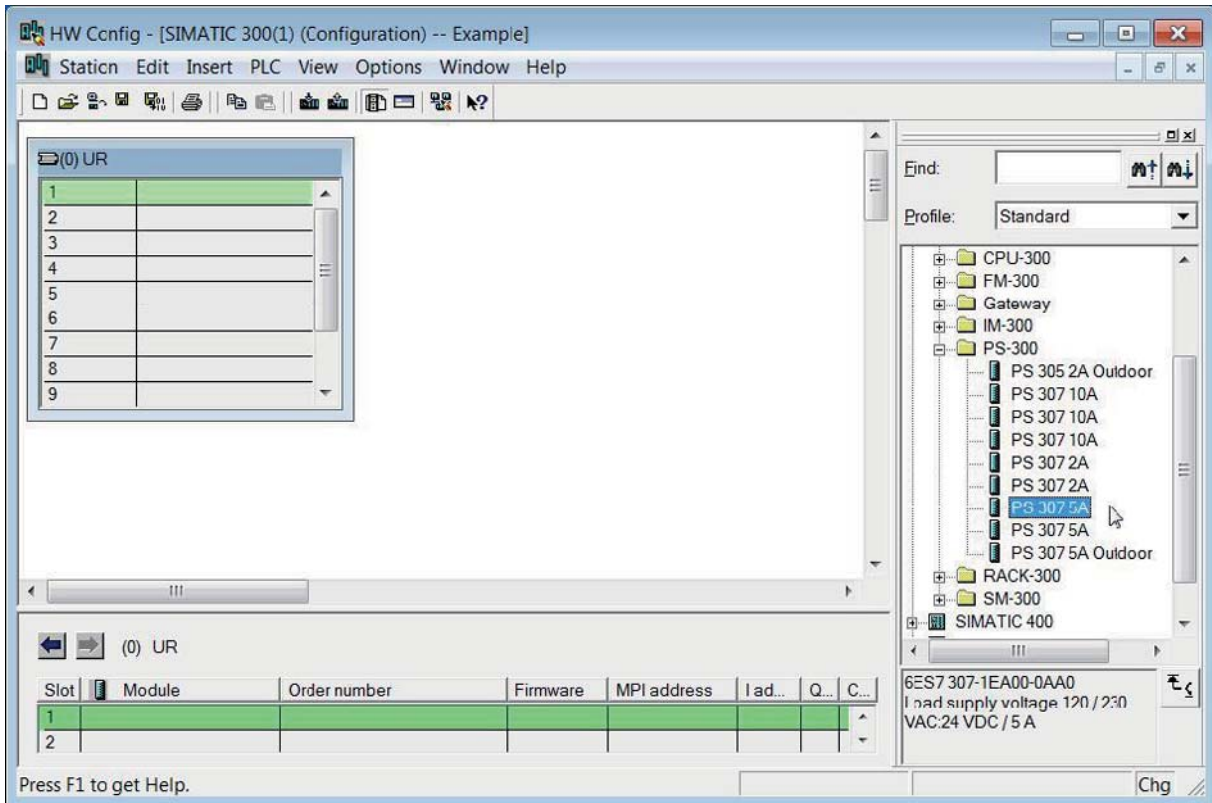 HW Config - [SIMATIC 300(1) (Configuration) -- Example]
Station Edit Insert PLC View Options Window Help
(0) UR
1
2
3
4
5
6
7
8
9
Find:
Profile: Standard
CPU-300
FM-300
Gateway
IM-300
PS-300
PS 305 2A Outdoor
PS 307 10A
PS 307 10A
PS 307 10A
PS 307 2A
PS 307 2A
PS 307 5A
PS 307 5A
PS 307 5A Outdoor
RACK-300
SM-300
SIMATIC 400
6ES7 307-1EA00-0AA0
Load supply voltage 120 / 230
VAC:24 VDC / 5 A
(0) UR
Slot Module Order number Firmware MPI address I ad... Q... C...
1
2
Press F1 to get Help.
Chg